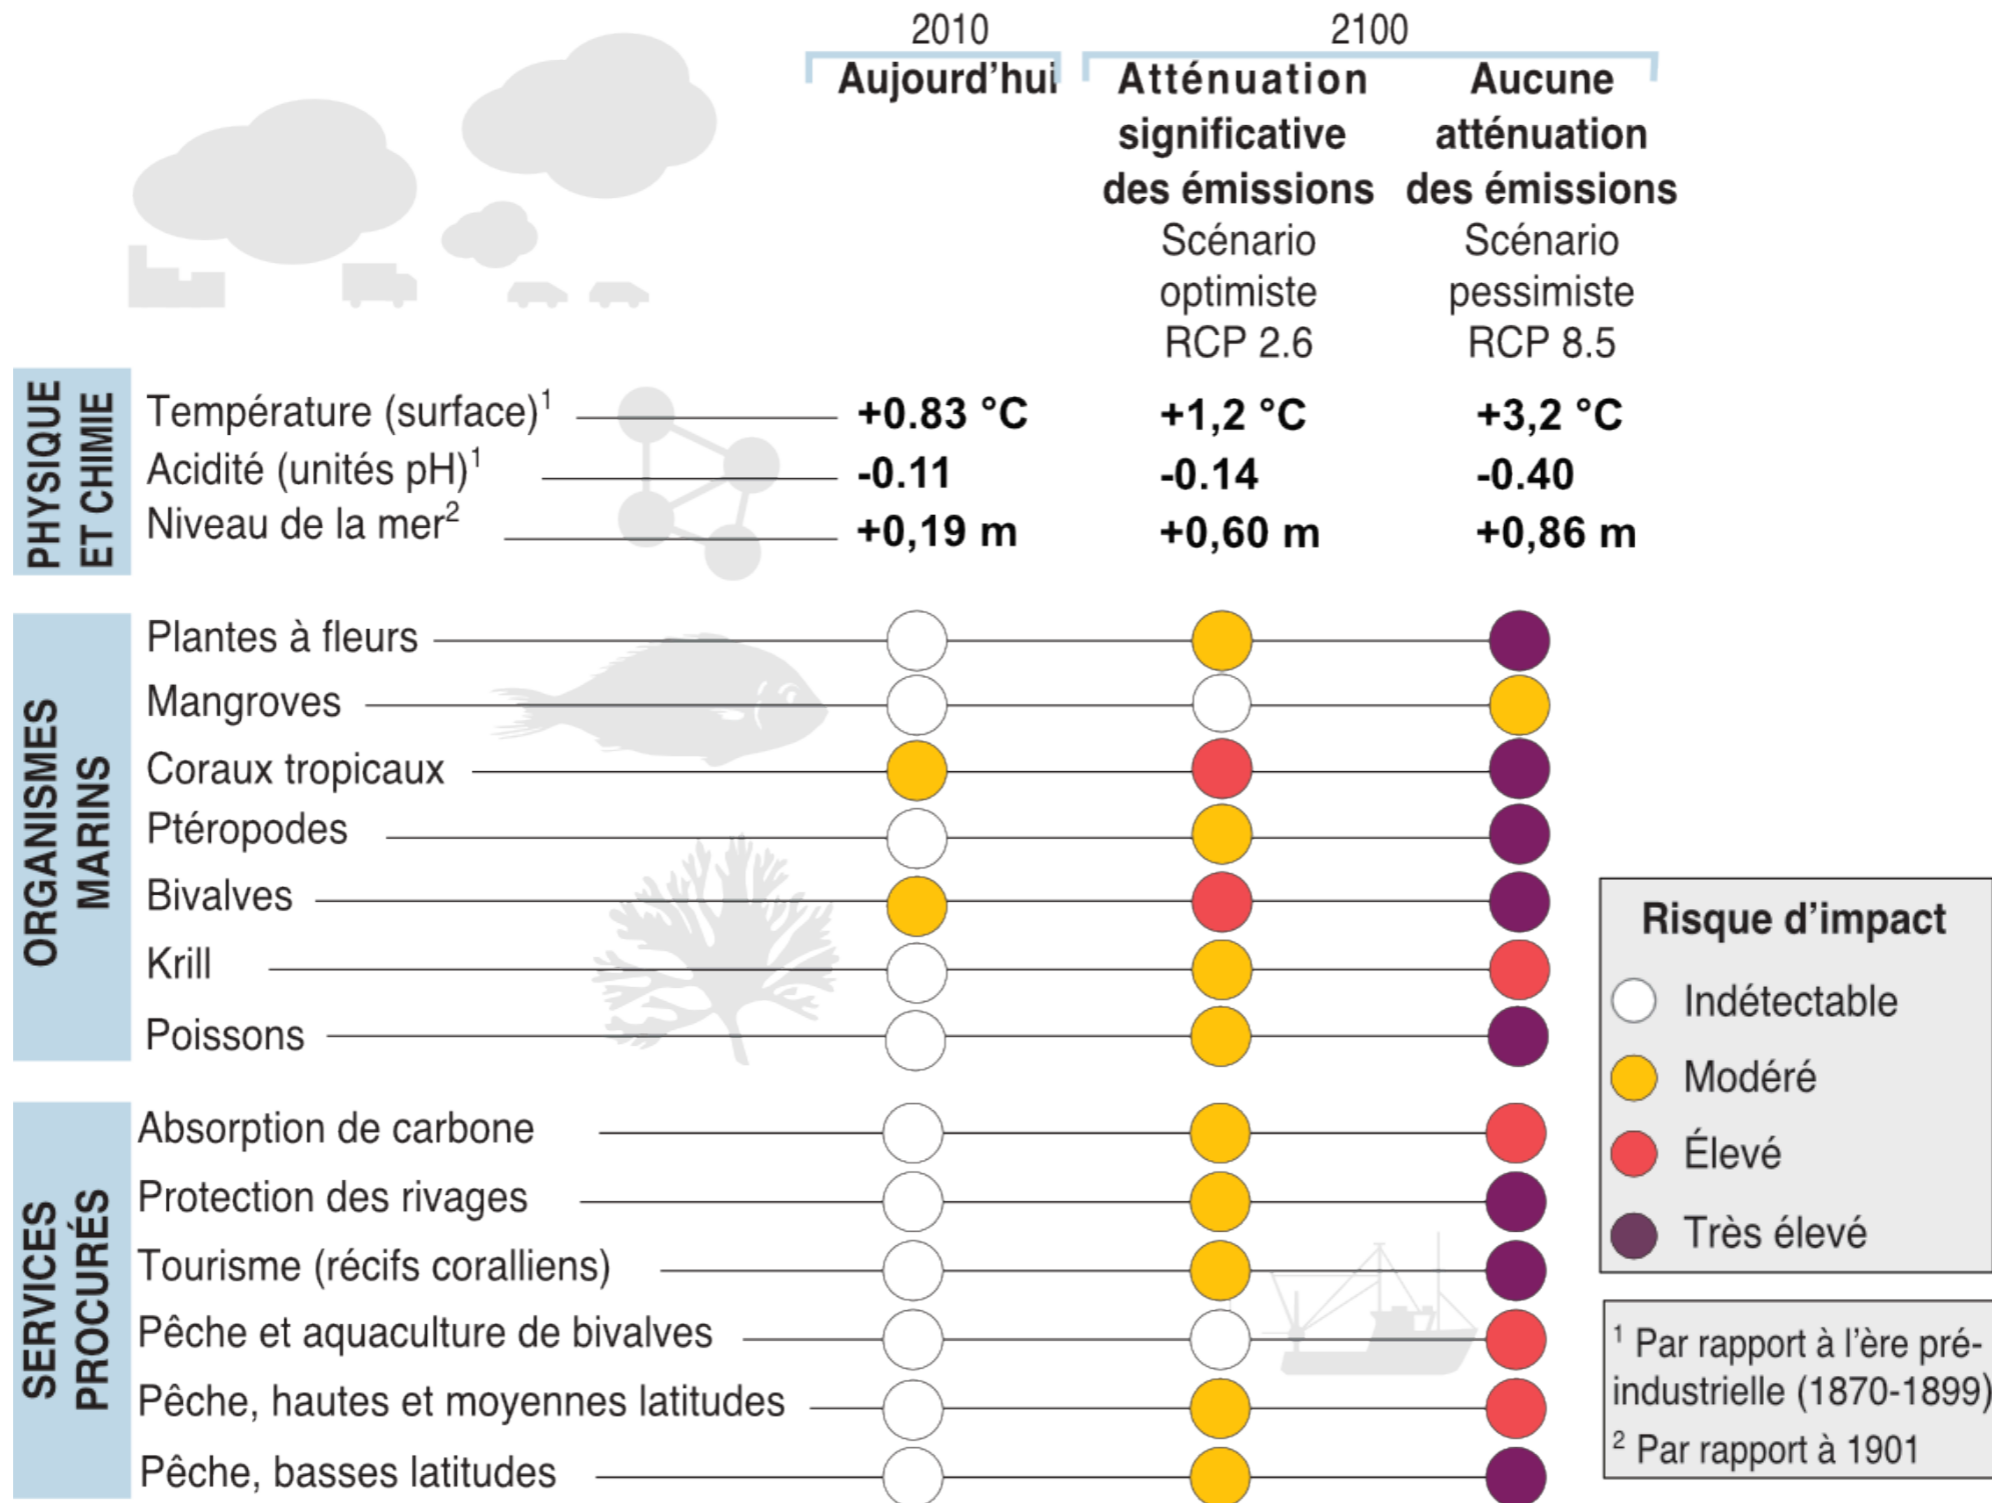 2010
2100
Aujourd’hui
Atténuation
significative
des émissions
Scénario
optimiste
RCP 2.6
Aucune
atténuation
des émissions
Scénario
pessimiste
RCP 8.5
PHYSIQUE
ET CHIMIE
Température (surface)¹ +0.83 °C +1,2 °C +3,2 °C
Acidité (unités pH)¹ -0.11 -0.14 -0.40
Niveau de la mer² +0,19 m +0,60 m +0,86 m
ORGANISMES
MARINS
Plantes à fleurs
Mangroves
Coraux tropicaux
Ptéropodes
Bivalves
Krill
Poissons
SERVICES
PROCURÉS
Absorption de carbone
Protection des rivages
Tourisme (récifs coralliens)
Pêche et aquaculture de bivalves
Pêche, hautes et moyennes latitudes
Pêche, basses latitudes
Risque d’impact
Indétectable
Modéré
Élevé
Très élevé
¹ Par rapport à l’ère pré-
industrielle (1870-1899)
² Par rapport à 1901